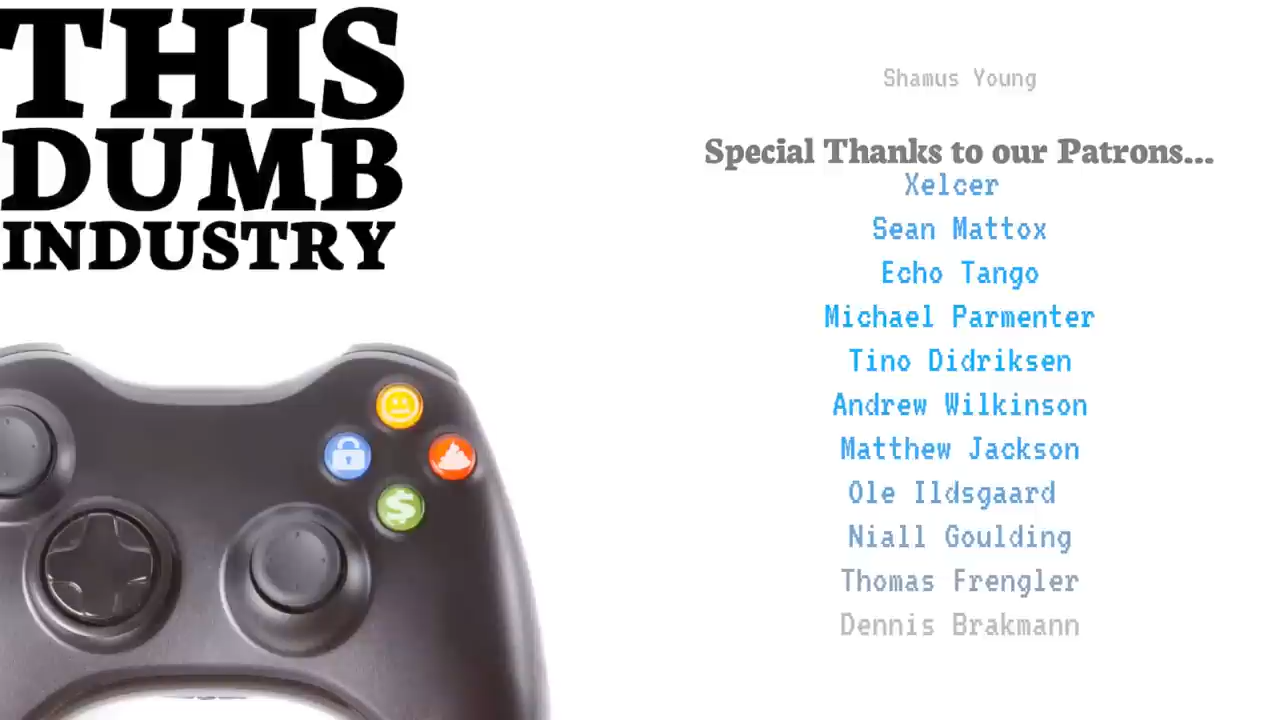 THIS
DUMB
INDUSTRY
Shamus Young
Special Thanks to our Patrons...
Xelcer
Sean Mattox
Echo Tango
Michael Parmenter
Tino Didriksen
Andrew Wilkinson
Matthew Jackson
Ole Ildsgaard
Niall Goulding
Thomas Frengler
Dennis Brakmann
$